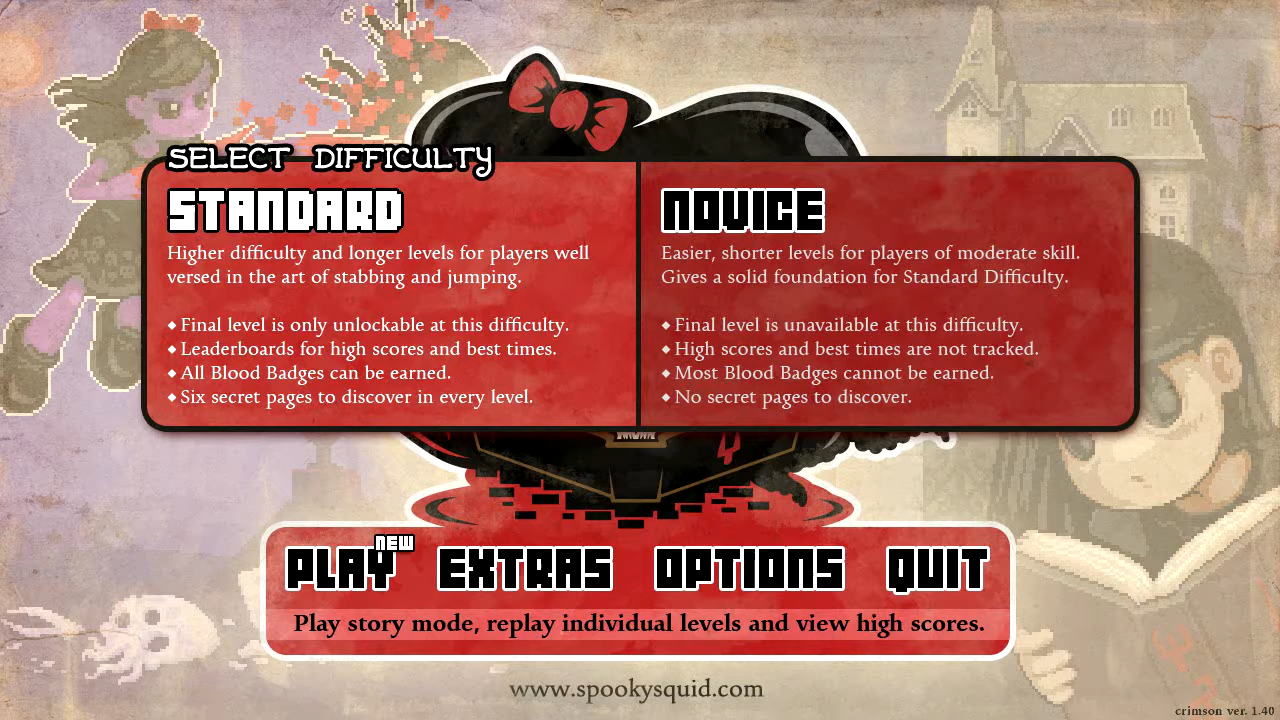 SELECT DIFFICULTY
STANDARD
Higher difficulty and longer levels for players well
versed in the art of stabbing and jumping.
◆ Final level is only unlockable at this difficulty.
◆ Leaderboards for high scores and best times.
◆ All Blood Badges can be earned.
◆ Six secret pages to discover in every level.
NOVICE
Easier, shorter levels for players of moderate skill.
Gives a solid foundation for Standard Difficulty.
◆ Final level is unavailable at this difficulty.
◆ High scores and best times are not tracked.
◆ Most Blood Badges cannot be earned.
◆ No secret pages to discover.
NEW
PLAY EXTRAS OPTIONS QUIT
Play story mode, replay individual levels and view high scores.
www.spookysquid.com
crimson ver. 1.40